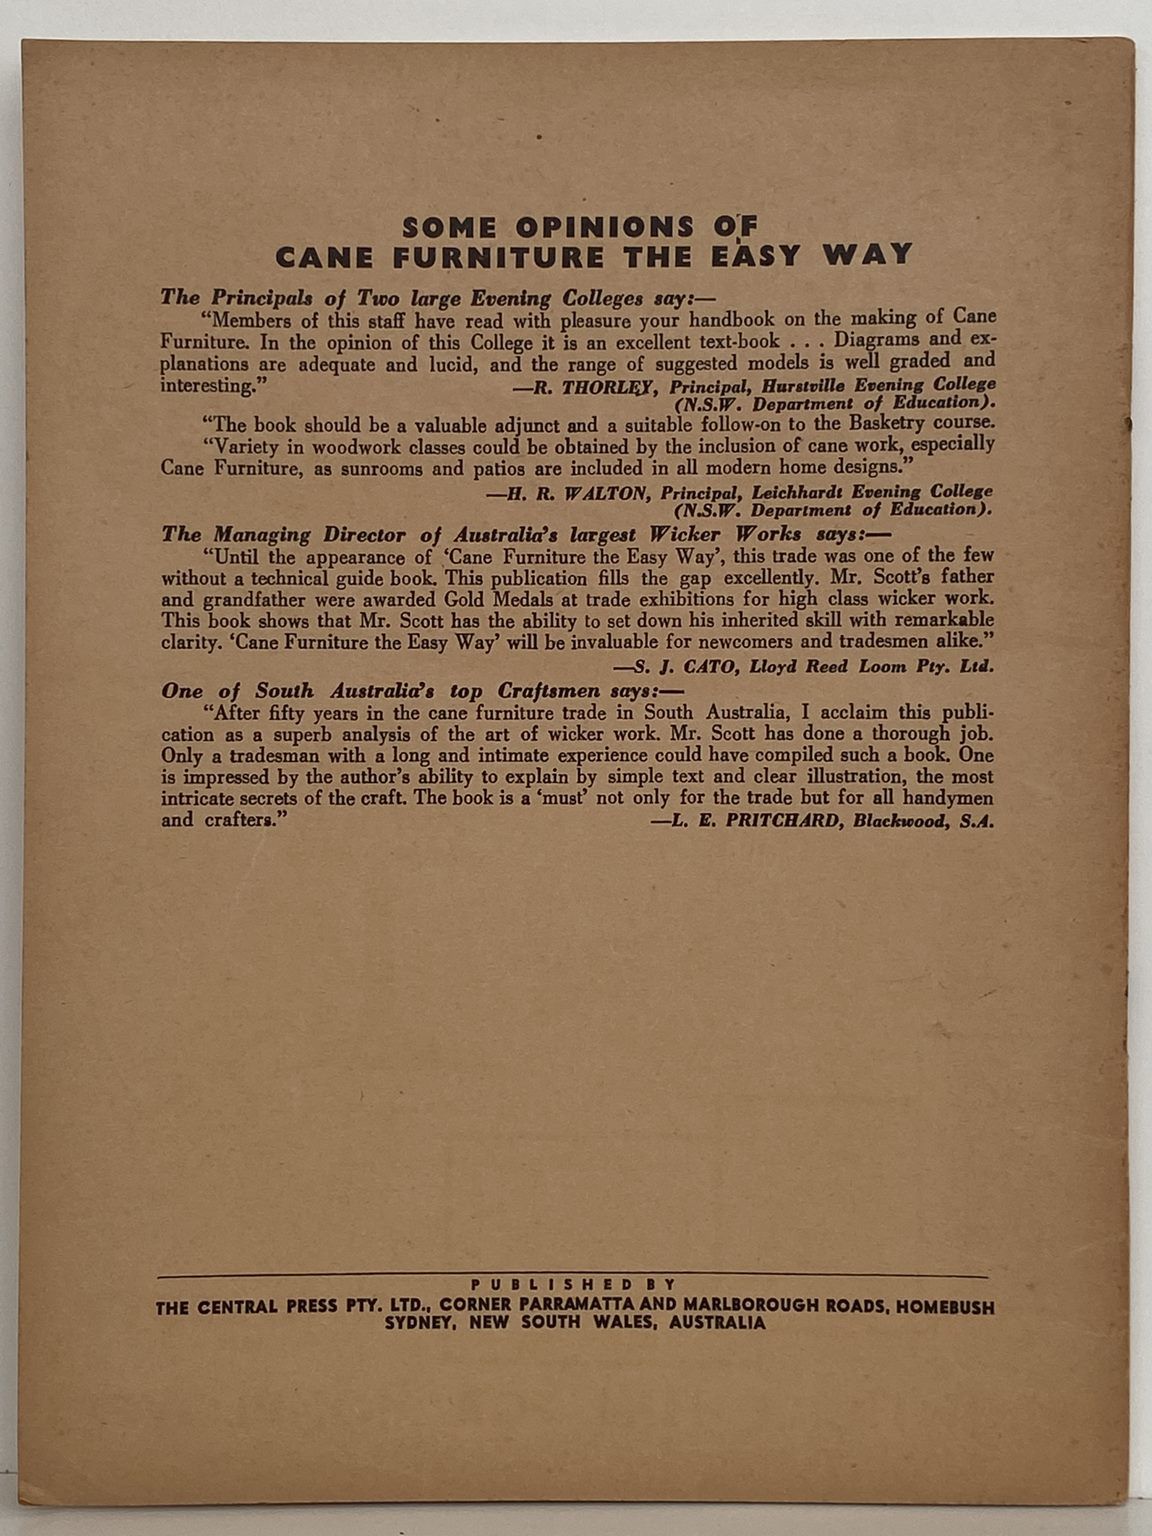 SOME OPINIONS OF
CANE FURNITURE THE EASY WAY
The Principals of Two large Evening Colleges say:—
“Members of this staff have read with pleasure your handbook on the making of Cane
Furniture. In the opinion of this College it is an excellent text-book . . . Diagrams and ex-
planations are adequate and lucid, and the range of suggested models is well graded and
interesting.” —R. THORLEY, Principal, Hurstville Evening College
(N.S.W. Department of Education).
“The book should be a valuable adjunct and a suitable follow-on to the Basketry course.
“Variety in woodwork classes could be obtained by the inclusion of cane work, especially
Cane Furniture, as sunrooms and patios are included in all modern home designs.”
—H. R. WALTON, Principal, Leichhardt Evening College
(N.S.W. Department of Education).
The Managing Director of Australia’s largest Wicker Works says:—
“Until the appearance of ‘Cane Furniture the Easy Way’, this trade was one of the few
without a technical guide book. This publication fills the gap excellently. Mr. Scott’s father
and grandfather were awarded Gold Medals at trade exhibitions for high class wicker work.
This book shows that Mr. Scott has the ability to set down his inherited skill with remarkable
clarity. ‘Cane Furniture the Easy Way’ will be invaluable for newcomers and tradesmen alike.”
—S. J. CATO, Lloyd Reed Loom Pty. Ltd.
One of South Australia’s top Craftsmen says:—
“After fifty years in the cane furniture trade in South Australia, I acclaim this publi-
cation as a superb analysis of the art of wicker work. Mr. Scott has done a thorough job.
Only a tradesman with a long and intimate experience could have compiled such a book. One
is impressed by the author’s ability to explain by simple text and clear illustration, the most
intricate secrets of the craft. The book is a ‘must’ not only for the trade but for all handymen
and crafters.” —L. E. PRITCHARD, Blackwood, S.A.
PUBLISHED BY
THE CENTRAL PRESS PTY. LTD., CORNER PARRAMATTA AND MARLBOROUGH ROADS, HOMEBUSH
SYDNEY, NEW SOUTH WALES, AUSTRALIA